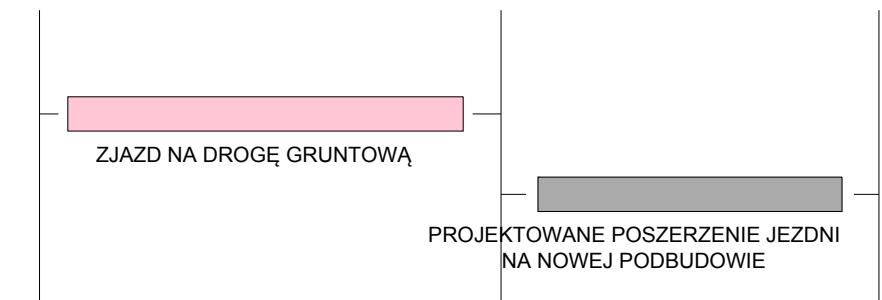 ZJAZD NA DROGĘ GRUNTOWĄ
PROJEKTOWANE POSZERZENIE JEZDNI
NA NOWEJ PODBUDOWIE